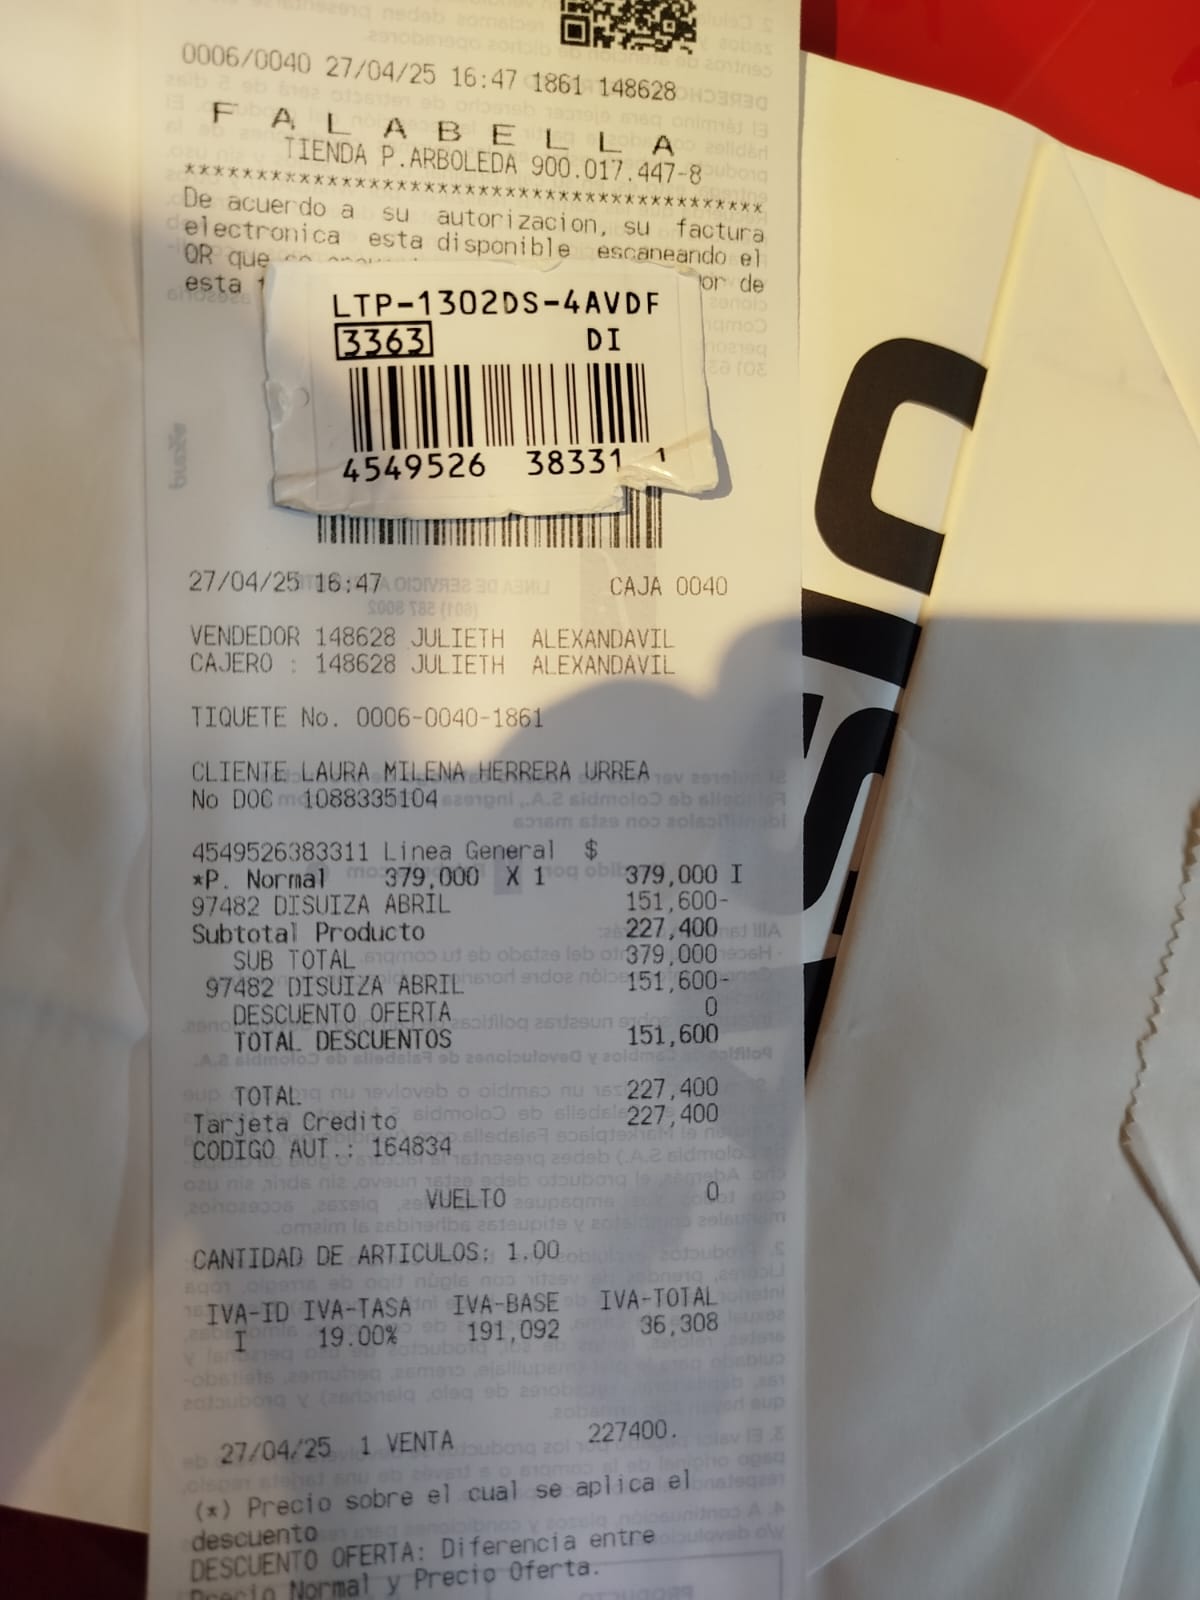 0006/0040 27/04/25 16:47 1861 148628
F A L A B E L L A
TIENDA P.ARBOLEDA 900.017.447-8
******************************************
De acuerdo a su autorizacion, su factura
electronica esta disponible escaneando el
QR que
esta de
LTP-1302DS-4AVDF
3363 DI
4549526 38331 1
27/04/25 16:47 CAJA 0040
VENDEDOR 148628 JULIETH ALEXANDAVIL
CAJERO : 148628 JULIETH ALEXANDAVIL
TIQUETE No. 0006-0040-1861
CLIENTE LAURA MILENA HERRERA URREA
No DOC 1088335104
4549526383311 Linea General $
*P. Normal 379,000 X 1 379,000 I
97482 DISUIZA ABRIL 151,600-
Subtotal Producto 227,400
SUB TOTAL 379,000
97482 DISUIZA ABRIL 151,600-
DESCUENTO OFERTA 0
TOTAL DESCUENTOS 151,600
TOTAL 227,400
Tarjeta Credito 227,400
CODIGO AUT.: 164834
VUELTO 0
CANTIDAD DE ARTICULOS: 1.00
IVA-ID IVA-TASA IVA-BASE IVA-TOTAL
I 19.00% 191,092 36,308
27/04/25 1 VENTA 227400.
(*) Precio sobre el cual se aplica el
descuento
DESCUENTO OFERTA: Diferencia entre
Precio Normal y Precio Oferta.